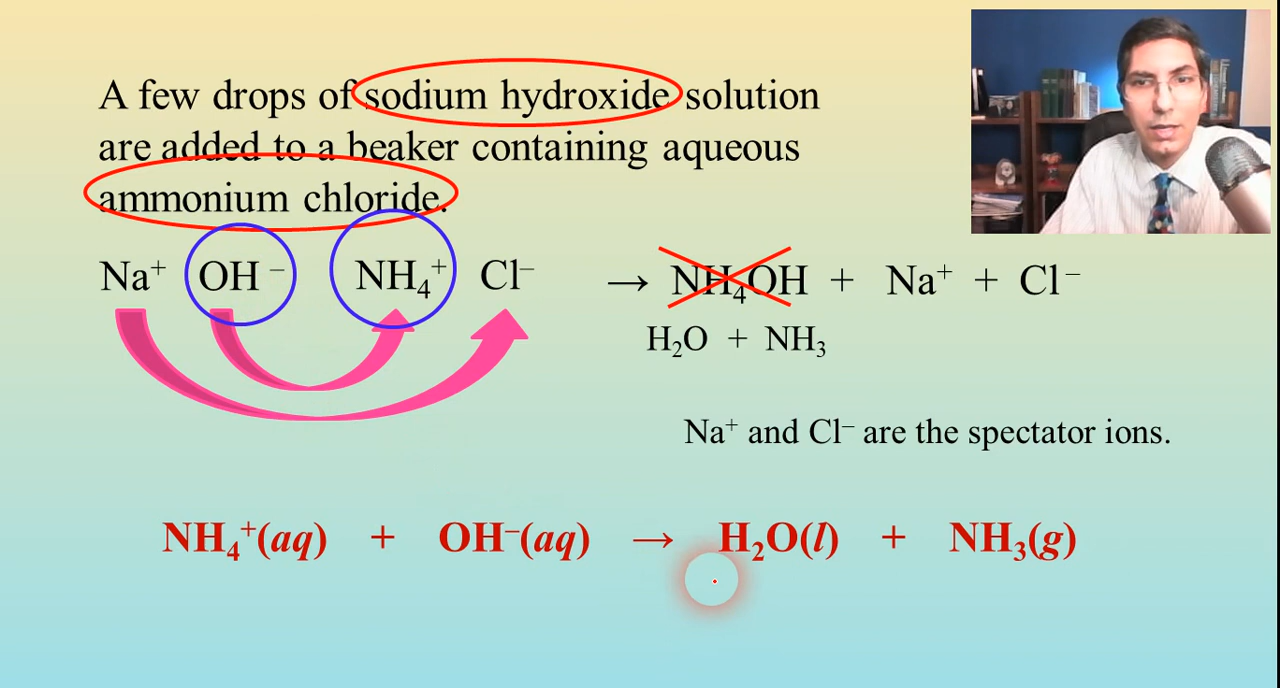 A few drops of sodium hydroxide solution
are added to a beaker containing aqueous
ammonium chloride.
Na⁺ OH⁻ NH₄⁺ Cl⁻ → NH₄OH + Na⁺ + Cl⁻
H₂O + NH₃
Na⁺ and Cl⁻ are the spectator ions.
NH₄⁺(aq) + OH⁻(aq) → H₂O(l) + NH₃(g)